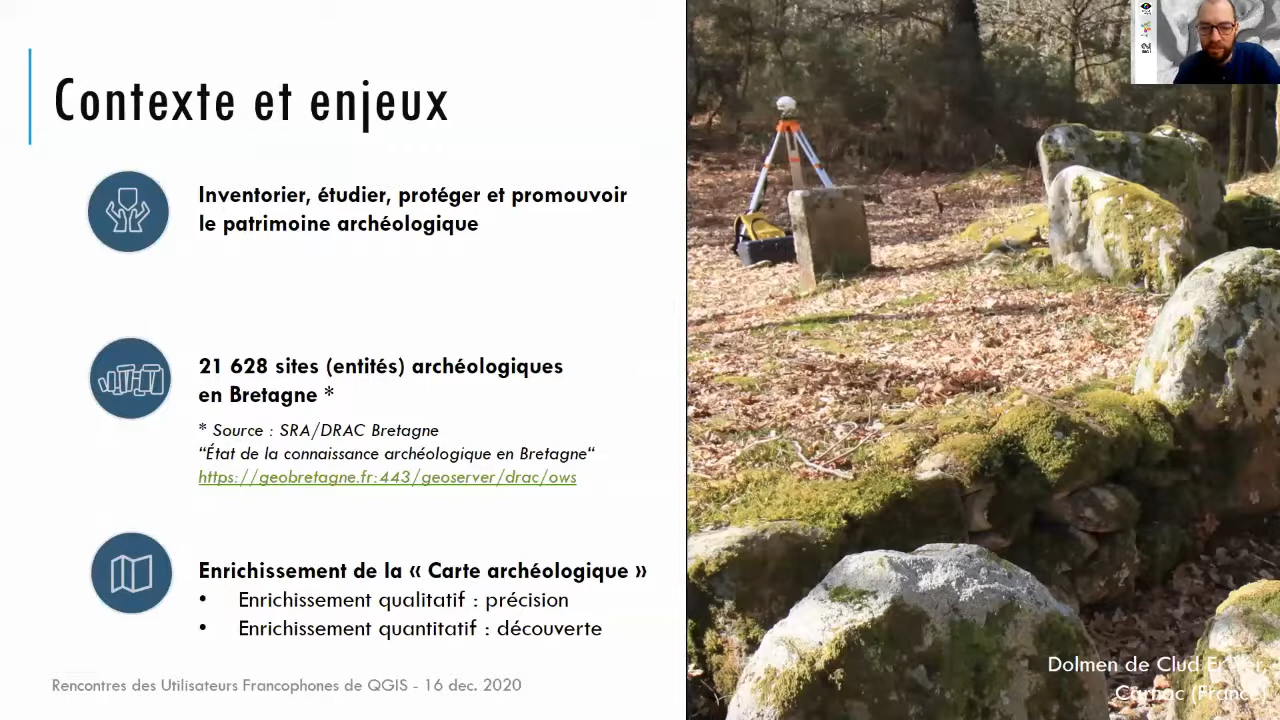 Contexte et enjeux
Inventorier, étudier, protéger et promouvoir
le patrimoine archéologique
21 628 sites (entités) archéologiques
en Bretagne *
* Source : SRA/DRAC Bretagne
“État de la connaissance archéologique en Bretagne“
https://geobretagne.fr:443/geoserver/drac/ows
Enrichissement de la « Carte archéologique »
• Enrichissement qualitatif : précision
• Enrichissement quantitatif : découverte
Rencontres des Utilisateurs Francophones de QGIS - 16 dec. 2020
Dolmen de Clud
Carnac (France)